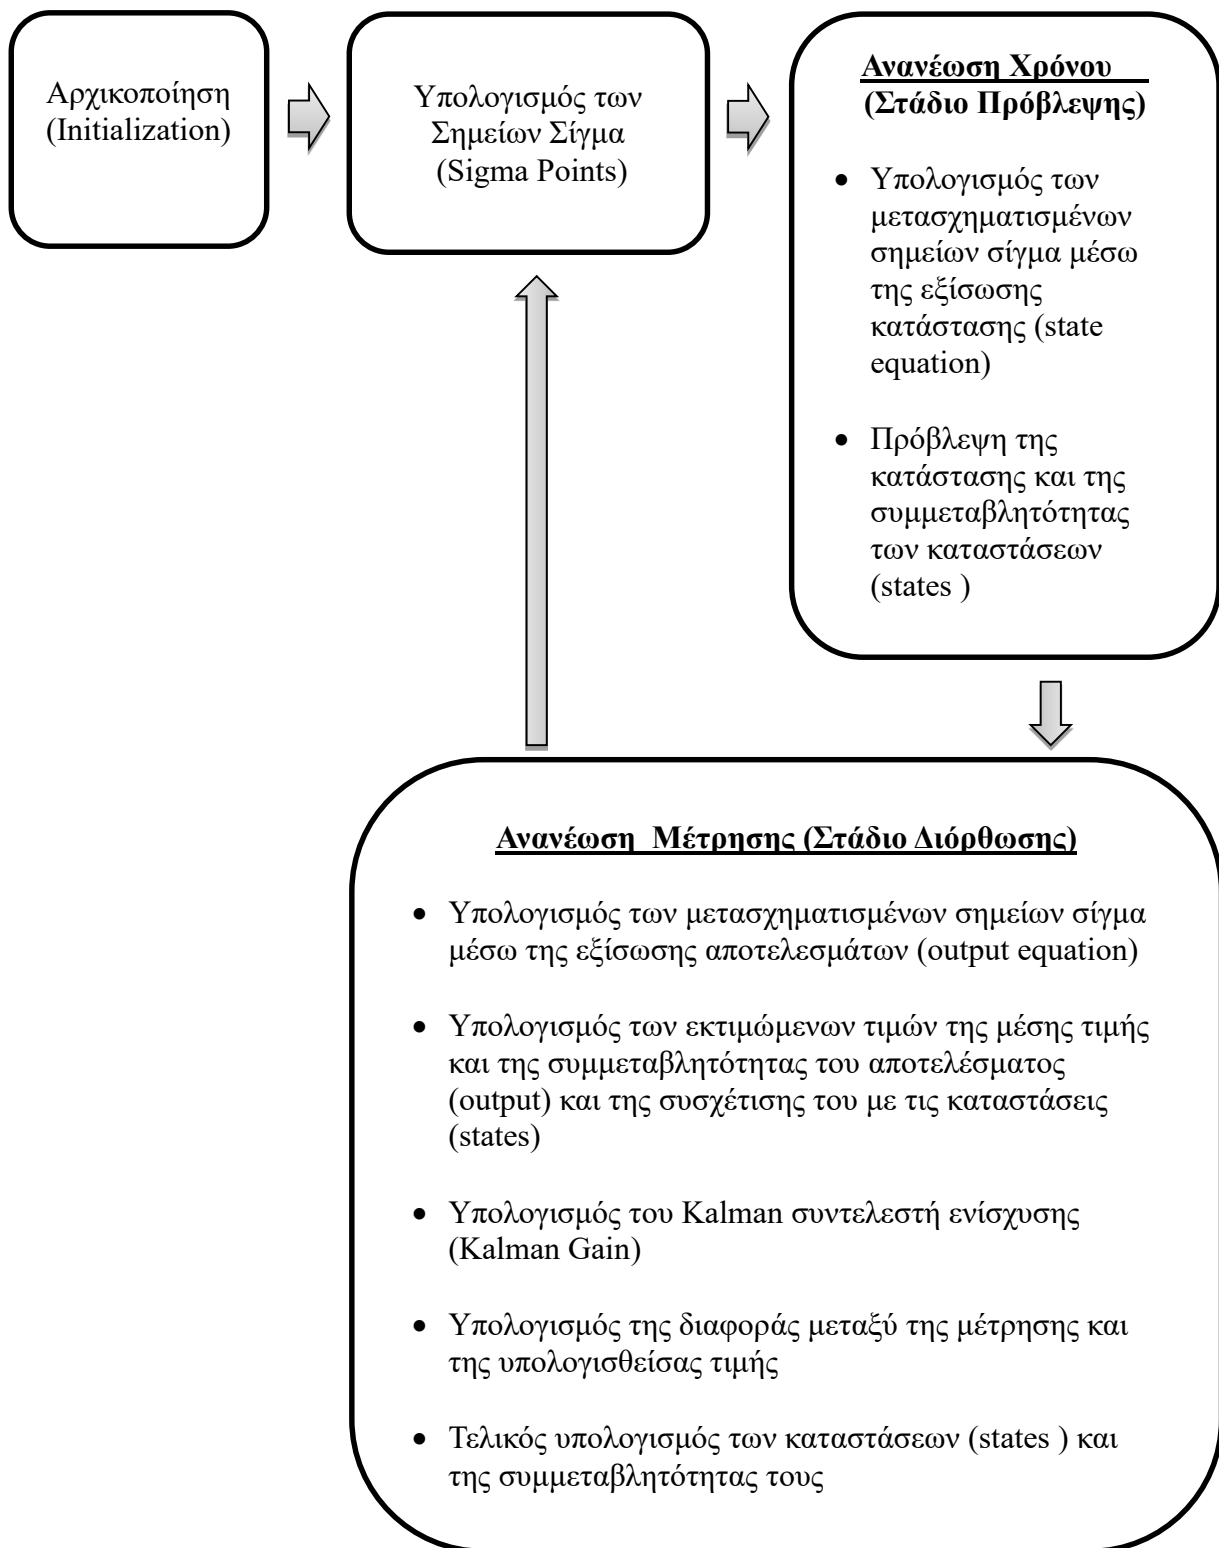 Αρχικοποίηση
(Initialization)
Υπολογισμός των
Σημείων Σίγμα
(Sigma Points)
Ανανέωση Χρόνου
(Στάδιο Πρόβλεψης)
• Υπολογισμός των
μετασχηματισμένων
σημείων σίγμα μέσω
της εξίσωσης
κατάστασης (state
equation)
• Πρόβλεψη της
κατάστασης και της
συμμεταβλητότητας
των καταστάσεων
(states )
Ανανέωση  Μέτρησης (Στάδιο Διόρθωσης)
• Υπολογισμός των μετασχηματισμένων σημείων σίγμα
μέσω της εξίσωσης αποτελεσμάτων (output equation)
• Υπολογισμός των εκτιμώμενων τιμών της μέσης τιμής
και της συμμεταβλητότητας του αποτελέσματος
(output) και της συσχέτισης του με τις καταστάσεις
(states)
• Υπολογισμός του Kalman συντελεστή ενίσχυσης
(Kalman Gain)
• Υπολογισμός της διαφοράς μεταξύ της μέτρησης και
της υπολογισθείσας τιμής
• Τελικός υπολογισμός των καταστάσεων (states ) και
της συμμεταβλητότητας τους